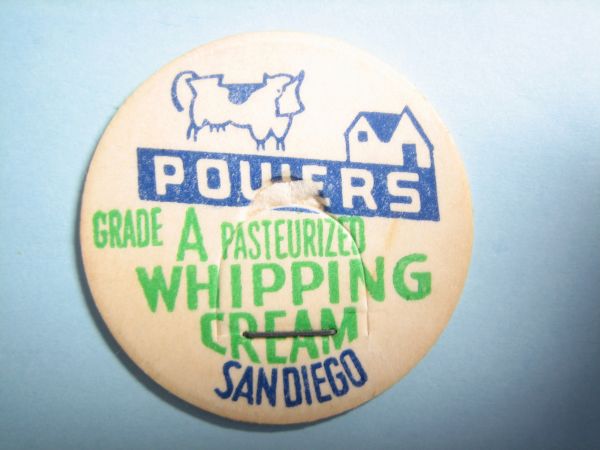 POWERS
GRADE A PASTEURIZED
WHIPPING
CREAM
SAN DIEGO